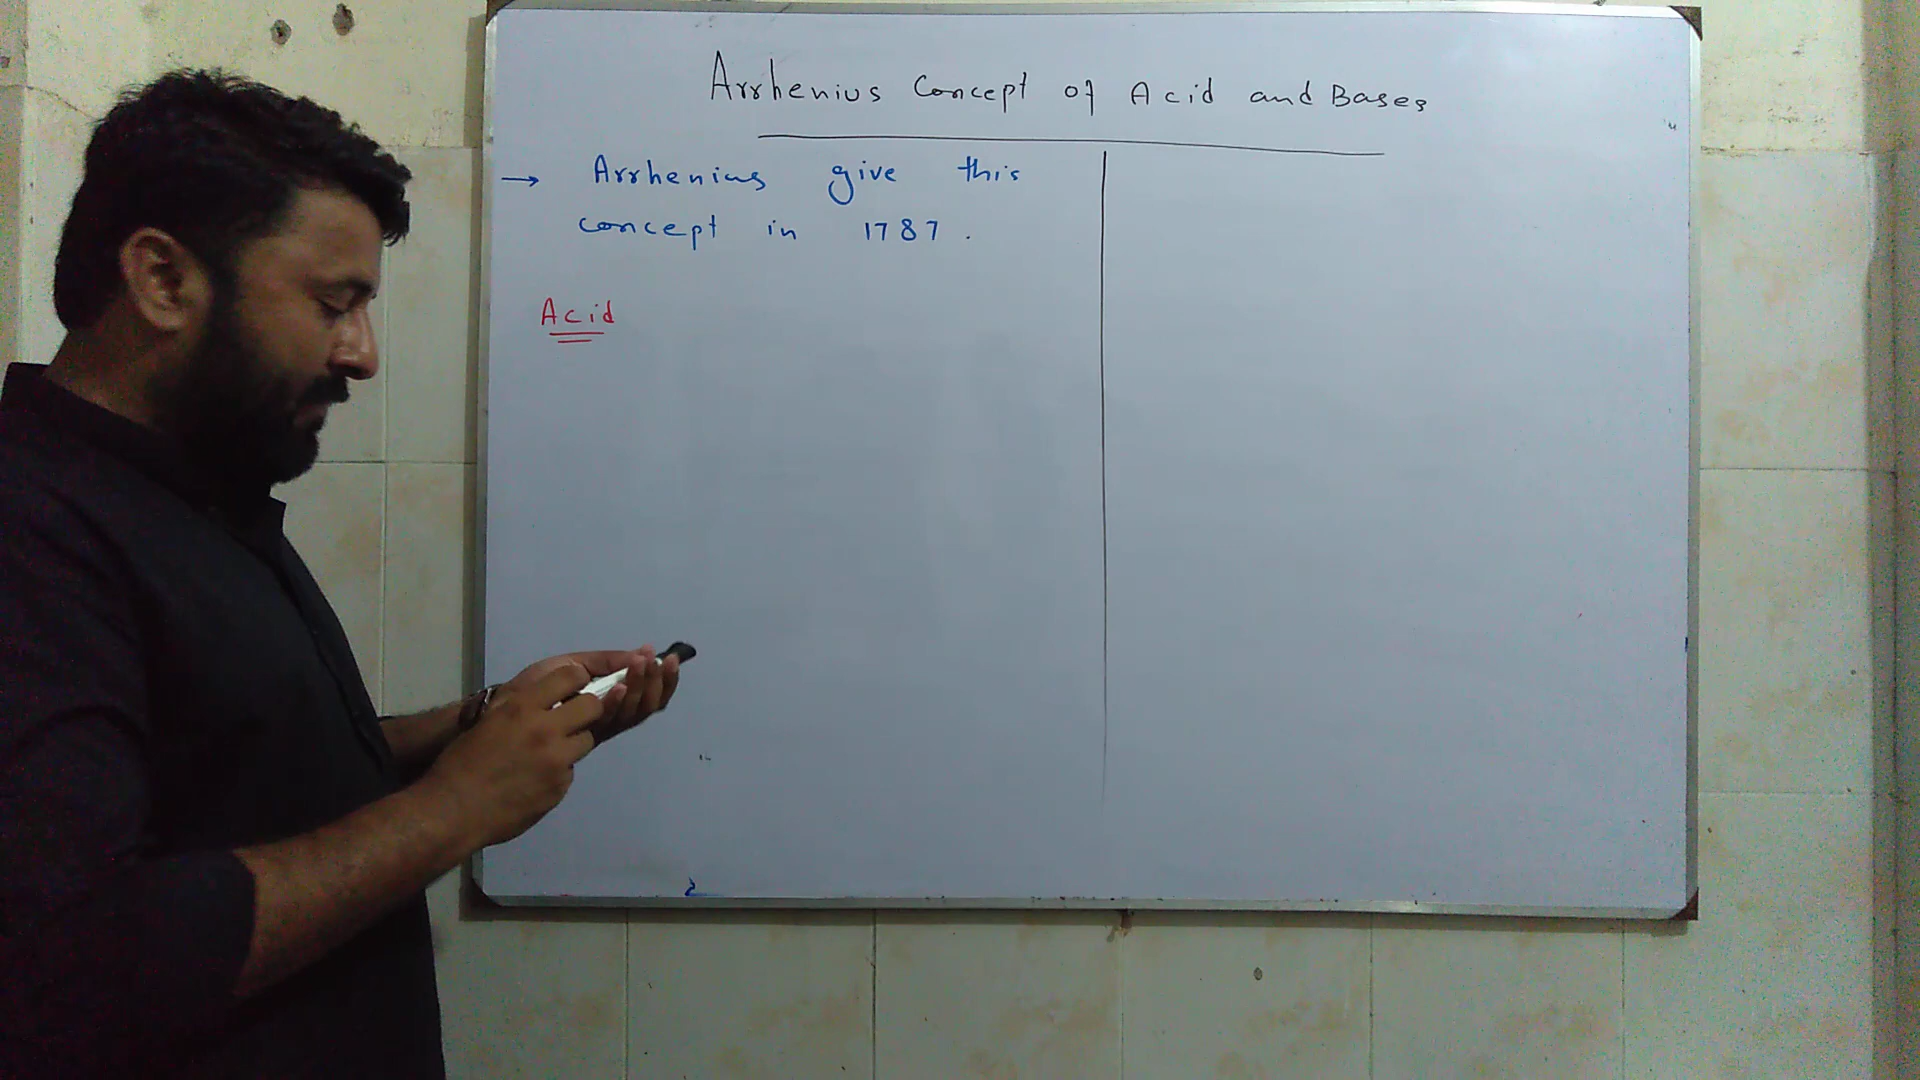 Arrhenius Concept of Acid and Bases
→ Arrhenius give this
concept in 1787.
Acid